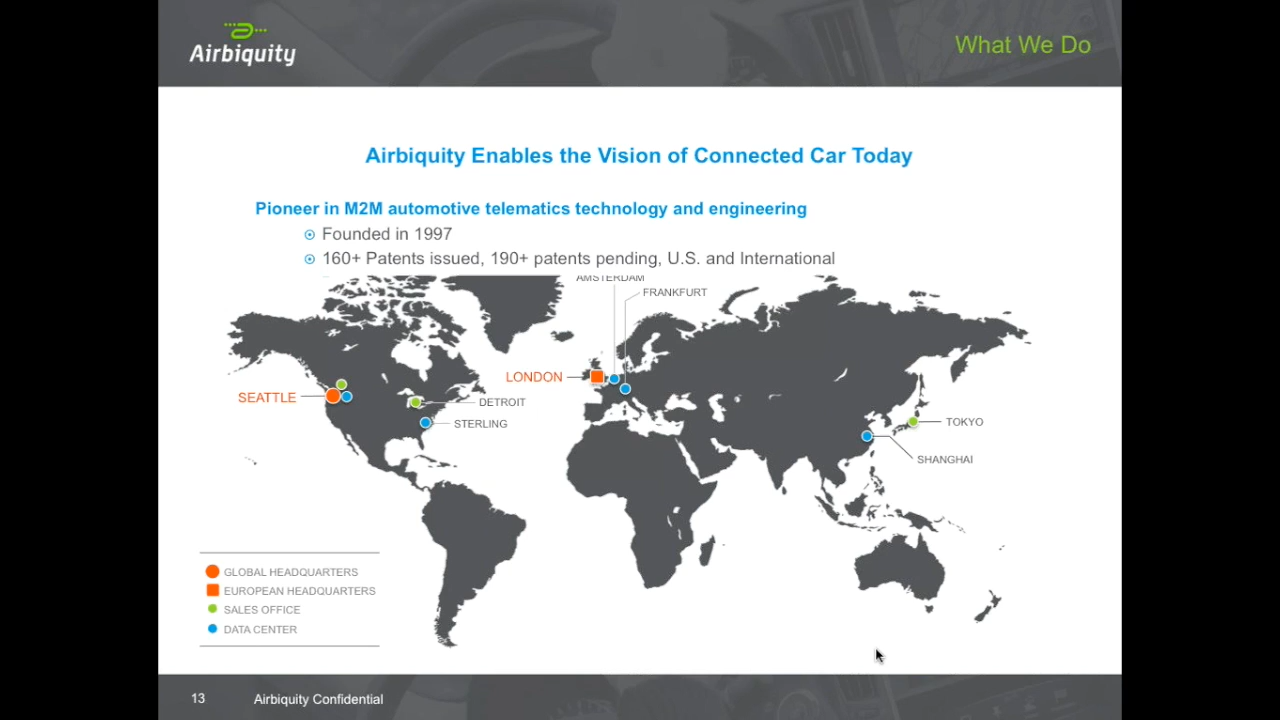 Airbiquity
What We Do
Airbiquity Enables the Vision of Connected Car Today
Pioneer in M2M automotive telematics technology and engineering
Founded in 1997
160+ Patents issued, 190+ patents pending, U.S. and International
AMSTERDAM
FRANKFURT
LONDON
SEATTLE
DETROIT
STERLING
TOKYO
SHANGHAI
GLOBAL HEADQUARTERS
EUROPEAN HEADQUARTERS
SALES OFFICE
DATA CENTER
13
Airbiquity Confidential